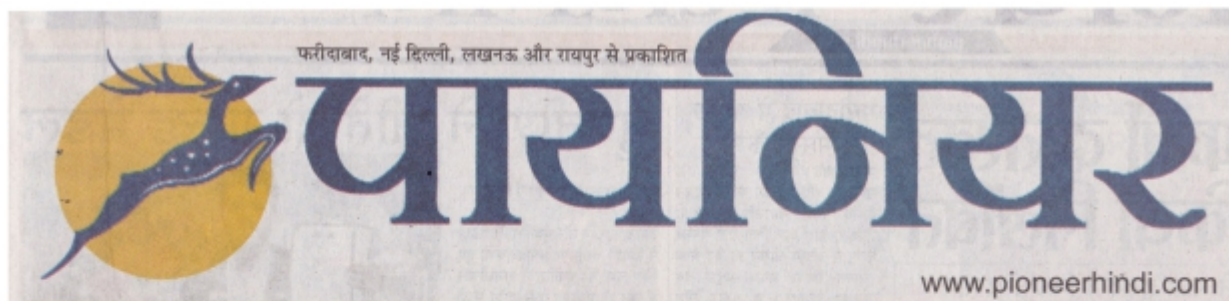 फरीदाबाद, नई दिल्ली, लखनऊ और रायपुर से प्रकाशित
पायनियर
www.pioneerhindi.com